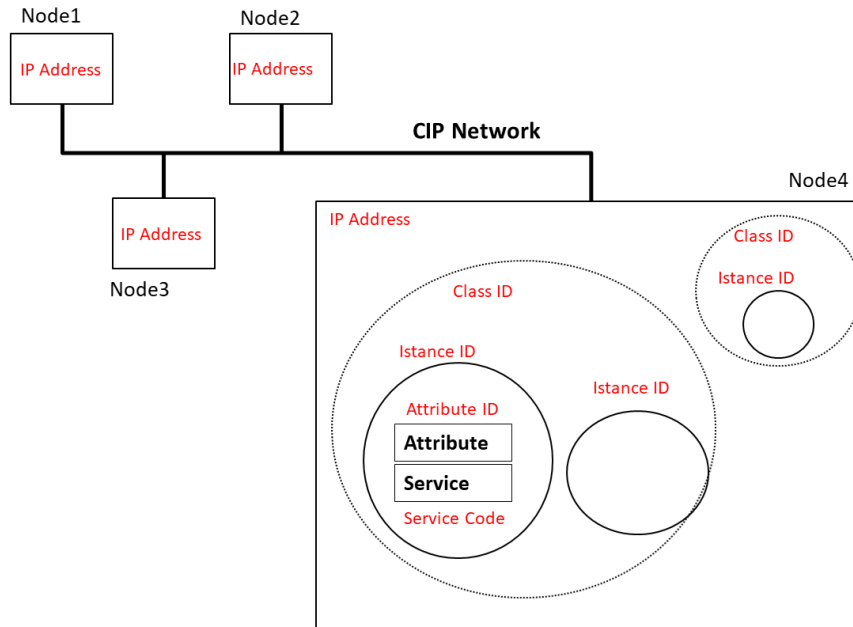 Node1
Node2
IP Address
IP Address
CIP Network
Node4
IP Address
Node3
IP Address
Class ID
Istance ID
Class ID
Istance ID
Istance ID
Attribute ID
Attribute
Service
Service Code